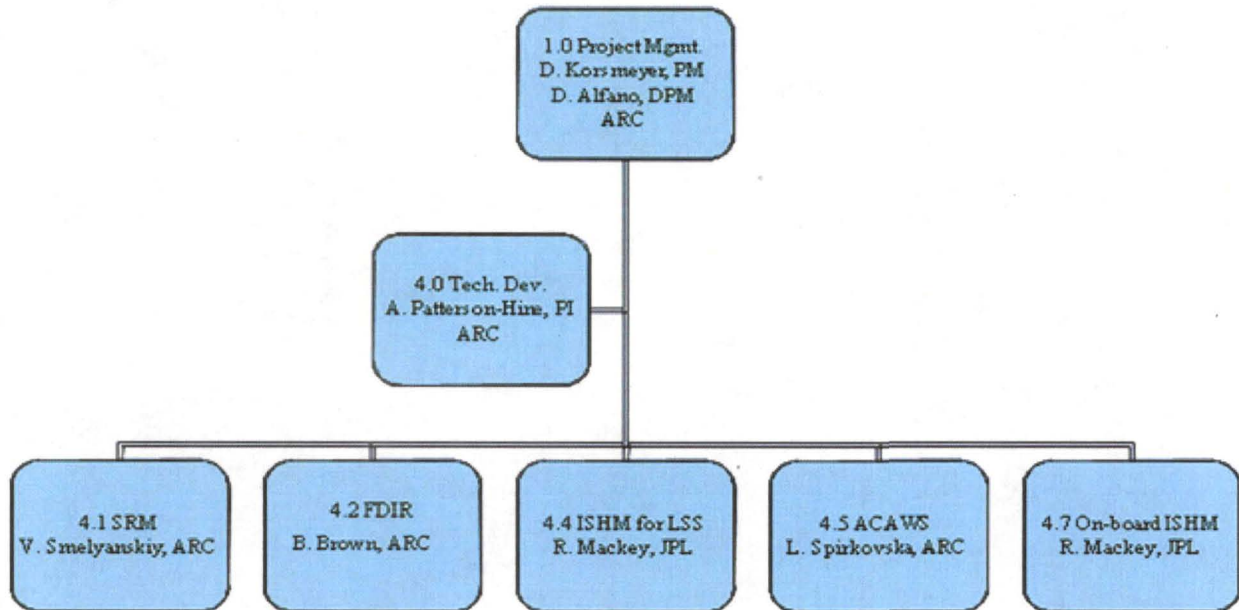 1.0 Project Mgmt.
D. Korsmeyer, PM
D. Alfano, DPM
ARC
4.0 Tech. Dev.
A. Patterson-Hine, PI
ARC
4.1 SRM
V. Smelyanskiy, ARC
4.2 FDIR
B. Brown, ARC
4.4 ISHM for LSS
R. Mackey, JPL
4.5 ACAWS
L. Spirkovska, ARC
4.7 On-board ISHM
R. Mackey, JPL